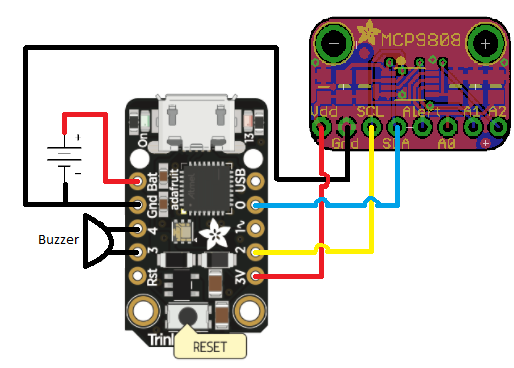 MCP9808
Vdd SCL Alert A1 A2
Gnd SDA A0
On
13
Bat
Gnd
4
3
Rst
adafruit
USB
0
1~
2
3V
Buzzer
RESET